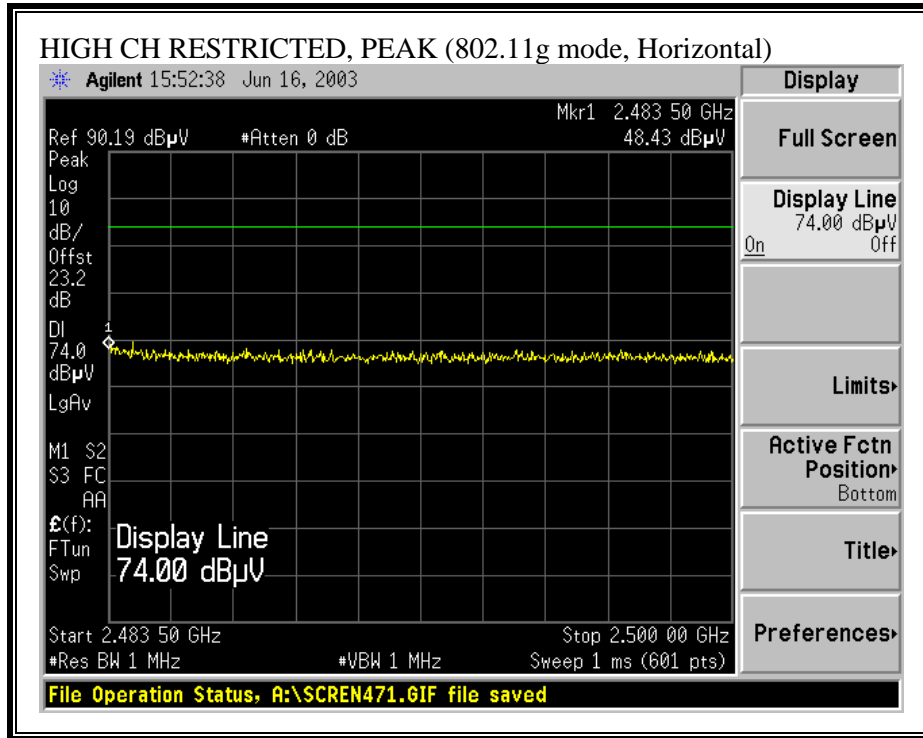 HIGH CH RESTRICTED, PEAK (802.11g mode, Horizontal)
Agilent 15:52:38 Jun 16, 2003
Display
Mkr1 2.483 50 GHz
Ref 90.19 dBµV #Atten 0 dB 48.43 dBµV
Peak
Log
10
dB/
Offst
23.2
dB
DI
74.0
dBµV
LgAv
M1 S2
S3 FC
AA
£(f):
FTun
Swp
1
Display Line
74.00 dBµV
Start 2.483 50 GHz Stop 2.500 00 GHz
#Res BW 1 MHz #VBW 1 MHz Sweep 1 ms (601 pts)
File Operation Status, A:\SCREN471.GIF file saved
Full Screen
Display Line
74.00 dBµV
On Off
Limits
Active Fctn
Position
Bottom
Title
Preferences